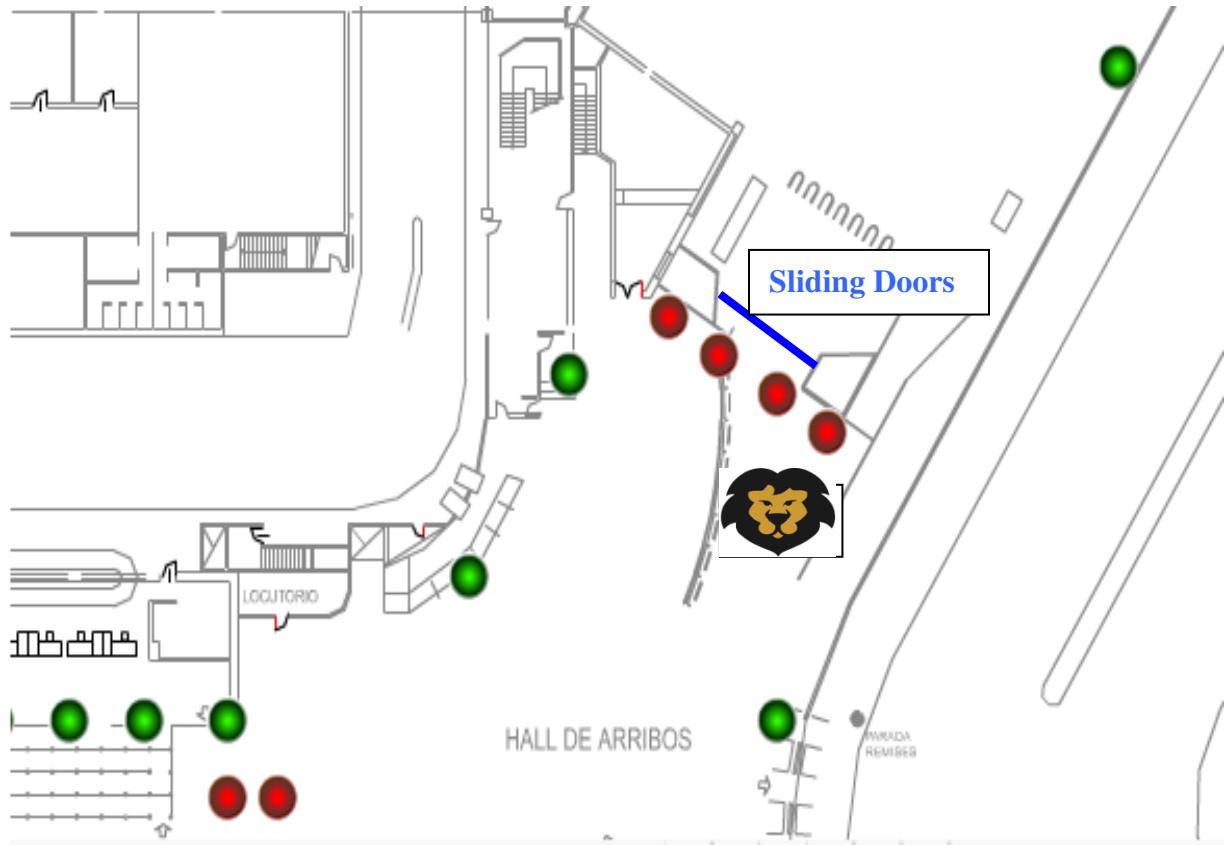 Sliding Doors
LOCUTORIO
HALL DE ARRIBOS
PARADA
REMISES